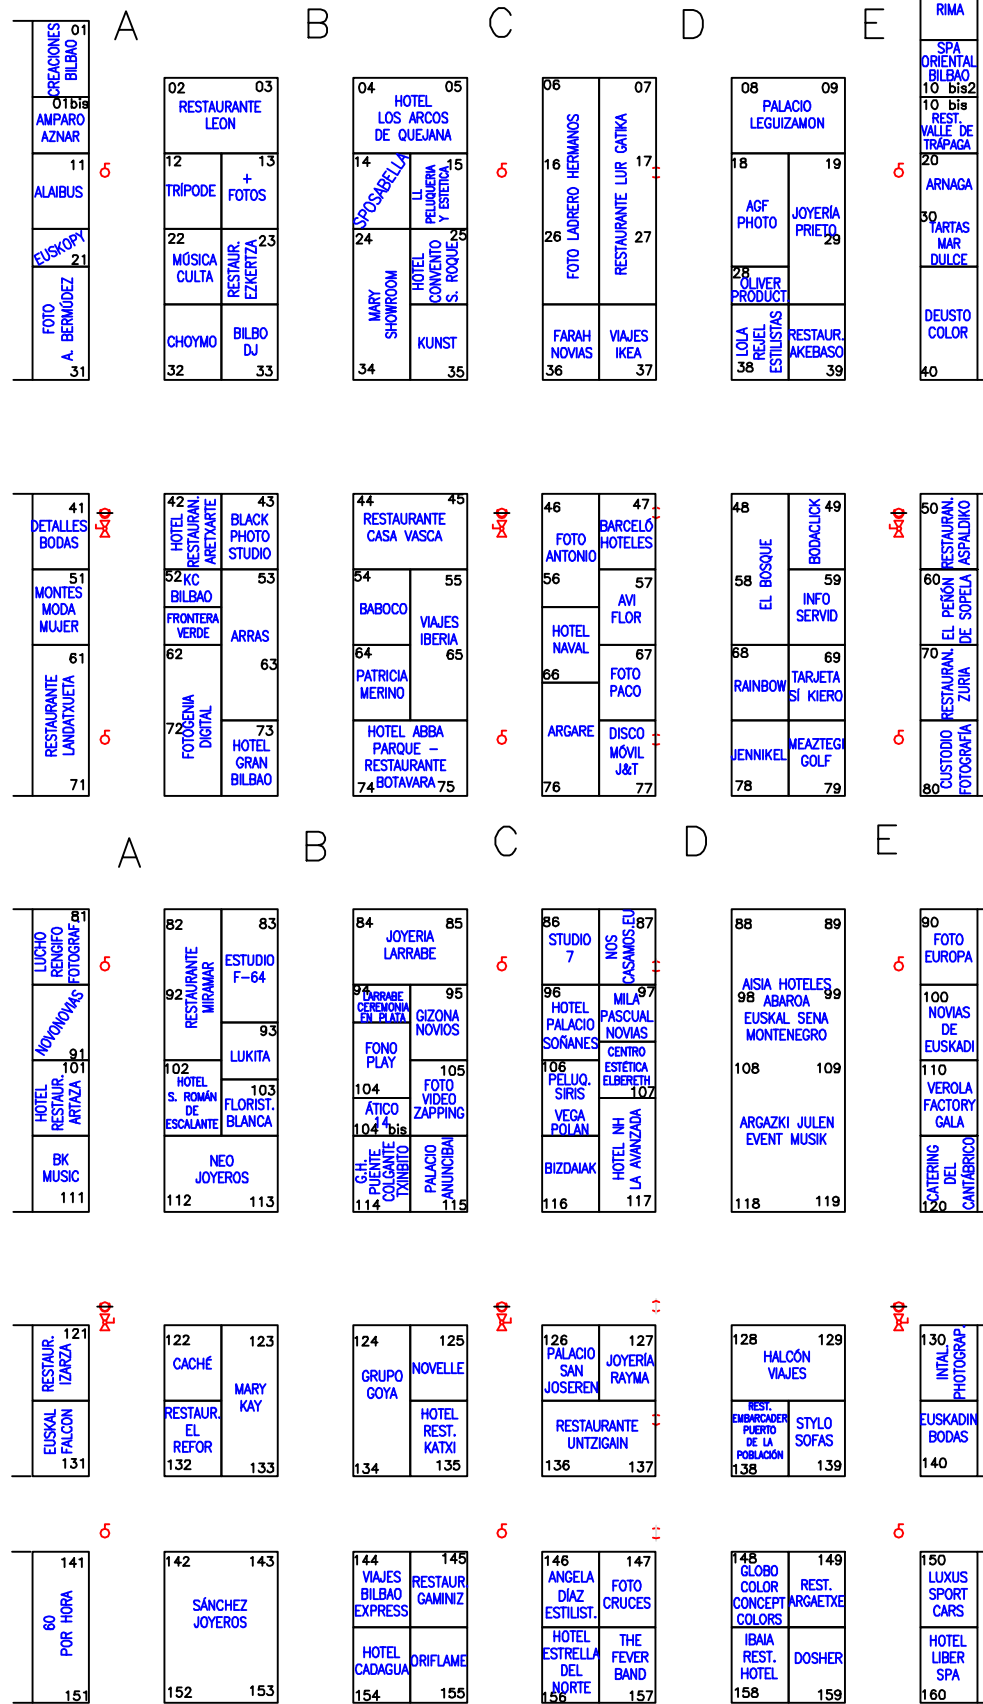 A
B
C
D
E
RIMA
01
CREACIONES
BILBAO
SPA
ORIENTAL
BILBAO
10 bis2
01bis
AMPARO
AZNAR
02 03
RESTAURANTE
LEON
04 05
HOTEL
LOS ARCOS
DE QUEJANA
06
16
26
FOTO LADRERO HERMANOS
07
17
27
RESTAURANTE LUR GATIKA
08 09
PALACIO
LEGUIZAMON
10 bis
REST.
VALLE DE
TRÁPAGA
11
ALAIBUS
12
TRÍPODE
13
+
FOTOS
14
SPOSABELLA
15
LL
PELUQUERIA
Y ESTETICA
18
AGF
PHOTO
19
JOYERÍA
PRIETO
29
20
ARNAGA
EUSKOPY
21
22
MÚSICA
CULTA
23
RESTAUR.
EZKERTZA
24
MARY
SHOWROOM
34
25
HOTEL
CONVENTO
S. ROQUE
28
OLIVER
PRODUCT.
30
TARTAS
MAR
DULCE
FOTO
A. BERMÚDEZ
31
CHOYMO
32
BILBO
DJ
33
KUNST
35
FARAH
NOVIAS
36
VIAJES
IKEA
37
LOLA
REJEL
ESTILISTAS
38
RESTAUR.
AKEBASO
39
DEUSTO
COLOR
40
41
DETALLES
BODAS
42
HOTEL
RESTAURAN.
ARETXARTE
43
BLACK
PHOTO
STUDIO
44 45
RESTAURANTE
CASA VASCA
46
FOTO
ANTONIO
56
47
BARCELÓ
HOTELES
48
EL BOSQUE
58
49
BODACLICK
50
RESTAURAN.
ASPALDIKO
51
MONTES
MODA
MUJER
52
KC
BILBAO
FRONTERA
VERDE
53
ARRAS
63
54
BABOCO
55
VIAJES
IBERIA
65
HOTEL
NAVAL
66
57
AVI
FLOR
59
INFO
SERVID
60
EL PEÑÓN
DE SOPELA
61
RESTAURANTE
LANDATXUETA
71
62
FOTOGENIA
DIGITAL
72
64
PATRICIA
MERINO
67
FOTO
PACO
68
RAINBOW
69
TARJETA
SÍ KIERO
70
RESTAURAN.
ZURIA
73
HOTEL
GRAN
BILBAO
HOTEL ABBA
PARQUE –
RESTAURANTE
BOTAVARA
74 75
ARGARE
76
DISCO
MÓVIL
J&T
77
JENNIKEL
78
MEAZTEGI
GOLF
79
CUSTODIO
FOTOGRAFÍA
80
A
B
C
D
E
81
LUCHO
RENGIFO
FOTOGRAF.
82
RESTAURANTE
MIRAMAR
92
83
ESTUDIO
F–64
84 85
JOYERIA
LARRABE
86
STUDIO
7
87
NOS
CASAMOS.EU
88 89
AISIA HOTELES
98 99
ABAROA
EUSKAL SENA
MONTENEGRO
90
FOTO
EUROPA
NOVONOVIAS
91
93
LUKITA
94
LARRABE
CEREMONIA
EN PLATA
95
GIZONA
NOVIOS
96
HOTEL
PALACIO
SOÑANES
97
MILA
PASCUAL
NOVIAS
100
NOVIAS
DE
EUSKADI
101
HOTEL
RESTAUR.
ARTAZA
102
HOTEL
S. ROMÁN
DE
ESCALANTE
103
FLORIST.
BLANCA
FONO
PLAY
104
ÁTICO
14
104 bis
105
FOTO
VIDEO
ZAPPING
106
PELUQ.
SIRIS
VEGA
POLAN
CENTRO
ESTÉTICA
ELBERETH
107
108 109
ARGAZKI JULEN
EVENT MUSIK
118 119
110
VEROLA
FACTORY
GALA
BK
MUSIC
111
NEO
JOYEROS
112 113
G.H.
PUENTE
COLGANTE
TXINBITO
114
PALACIO
ANUNCIBAI
115
BIZDAIAK
116
HOTEL NH
LA AVANZADA
117
CATERING
DEL
CANTÁBRICO
120
121
RESTAUR.
IZARZA
122
CACHÉ
123
MARY
KAY
133
124
GRUPO
GOYA
134
125
NOVELLE
126
PALACIO
SAN
JOSEREN
127
JOYERÍA
RAYMA
128 129
HALCÓN
VIAJES
130
INTAL.
PHOTOGRAP.
EUSKAL
FALCON
131
RESTAUR.
EL
REFOR
132
HOTEL
REST.
KATXI
135
RESTAURANTE
UNTZIGAIN
136 137
REST.
EMBARCADER
PUERTO
DE LA
POBLACIÓN
138
STYLO
SOFAS
139
EUSKADIN
BODAS
140
141
60
POR HORA
151
142 143
SÁNCHEZ
JOYEROS
152 153
144
VIAJES
BILBAO
EXPRESS
145
RESTAUR.
GAMINIZ
146
ANGELA
DÍAZ
ESTILIST.
147
FOTO
CRUCES
148
GLOBO
COLOR
CONCEPT
COLORS
149
REST.
ARGAETXE
150
LUXUS
SPORT
CARS
HOTEL
CADAGUA
154
ORIFLAME
155
HOTEL
ESTRELLA
DEL
NORTE
156
THE
FEVER
BAND
157
IBAIA
REST.
HOTEL
158
DOSHER
159
HOTEL
LIBER
SPA
160